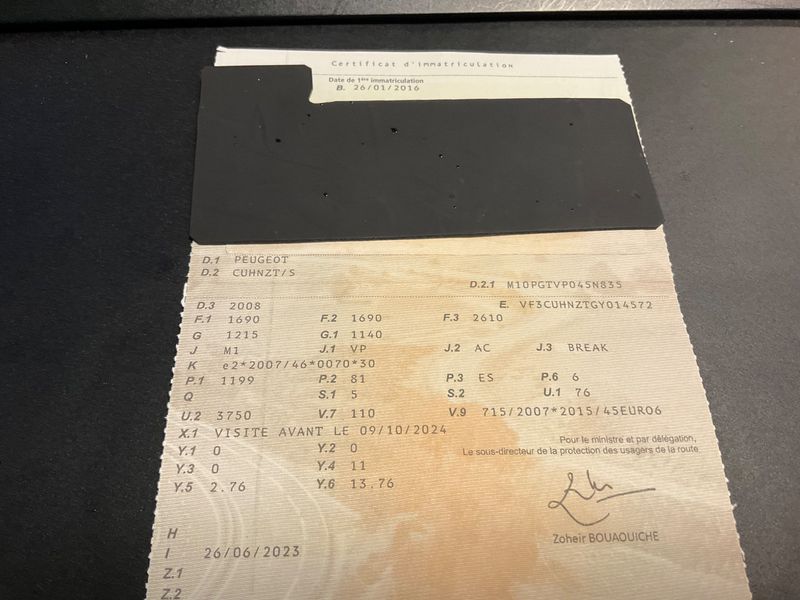 Certificat d'immatriculation
Date de 1ère immatriculation
B. 26/01/2016
D.1 PEUGEOT
D.2 CUHNZT/S
D.2.1 M10PGTVP045N835
D.3 2008 E. VF3CUHNZTGY014572
F.1 1690 F.2 1690 F.3 2610
G 1215 G.1 1140
J M1 J.1 VP J.2 AC J.3 BREAK
K e2*2007/46*0070*30
P.1 1199 P.2 81 P.3 ES P.6 6
Q S.1 5 S.2 U.1 76
U.2 3750 V.7 110 V.9 715/2007*2015/45EURO6
X.1 VISITE AVANT LE 09/10/2024
Pour le ministre et par délégation,
Y.1 0 Y.2 0
Le sous-directeur de la protection des usagers de la route
Y.3 0 Y.4 11
Y.5 2.76 Y.6 13.76
Zoheir BOUAOUICHE
H
I 26/06/2023
Z.1
Z.2